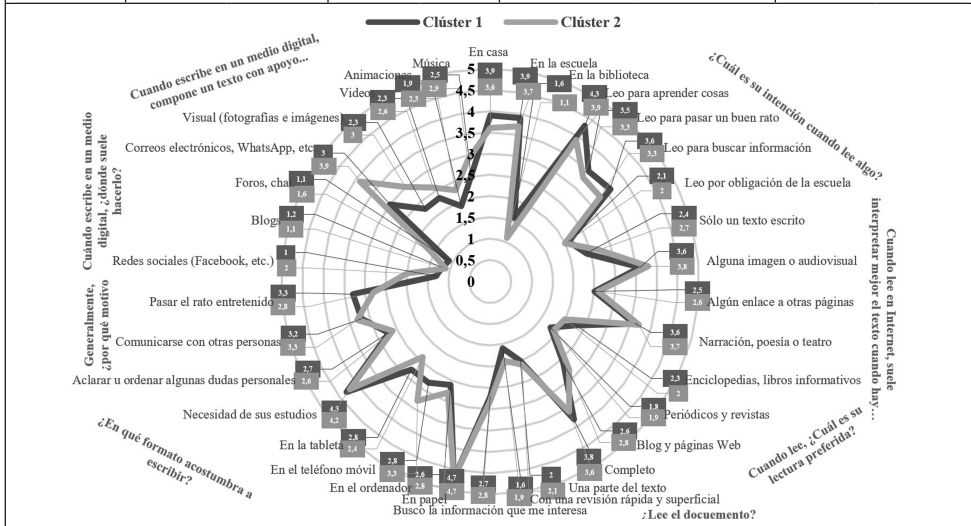 Clúster 1 Clúster 2
En casa
3,9
3,6
En la escuela
3,9
3,7
En la biblioteca
1,6
1,1
Leo para aprender cosas
4,3
3,9
Leo para pasar un buen rato
3,5
3,3
Leo para buscar información
3,6
3,3
Leo por obligación de la escuela
2,1
2
Sólo un texto escrito
2,4
2,7
Alguna imagen o audiovisual
3,6
3,8
Algún enlace a otras páginas
2,5
2,6
Narración, poesía o teatro
3,6
3,7
Enciclopedias, libros informativos
2,3
2
Periódicos y revistas
1,8
1,9
Blog y páginas Web
2,6
2,8
Completo
3,8
3,6
Una parte del texto
2
2,1
Con una revisión rápida y superficial
1,6
1,9
Busco la información que me interesa
2,7
2,8
En papel
4,7
4,7
En el ordenador
2,6
2,8
En el teléfono móvil
2,8
3,3
En la tableta
2,8
2,4
Necesidad de sus estudios
4,3
4,2
Aclarar u ordenar algunas dudas personales
2,7
2,6
Comunicarse con otras personas
3,2
3,3
Pasar el rato entretenido
3,3
2,8
Redes sociales (Facebook, etc.)
1
2
Blogs
1,2
1,1
Foros, chat
1,1
1,6
Correos electrónicos, WhatsApp, etc
3
3,9
Visual (fotografías e imágenes)
2,3
3
Videos
2,3
2,6
Animaciones
1,9
2,3
Música
2,5
2,9
5
4,5
4
3,5
3
2,5
2
1,5
1
0,5
0
¿Cuál es su intención cuando lee algo?
Cuando lee en Internet, suele
interpretar mejor el texto cuando hay…
Cuando lee, ¿Cuál es su
lectura preferida?
¿Lee el docuemento?
¿En qué formato acostumbra a
escribir?
Generalmente,
¿por qué motivo
Cuándo escribe en un medio
digital, ¿dónde suele
hacerlo?
Cuando escribe en un medio digital,
compone un texto con apoyo...